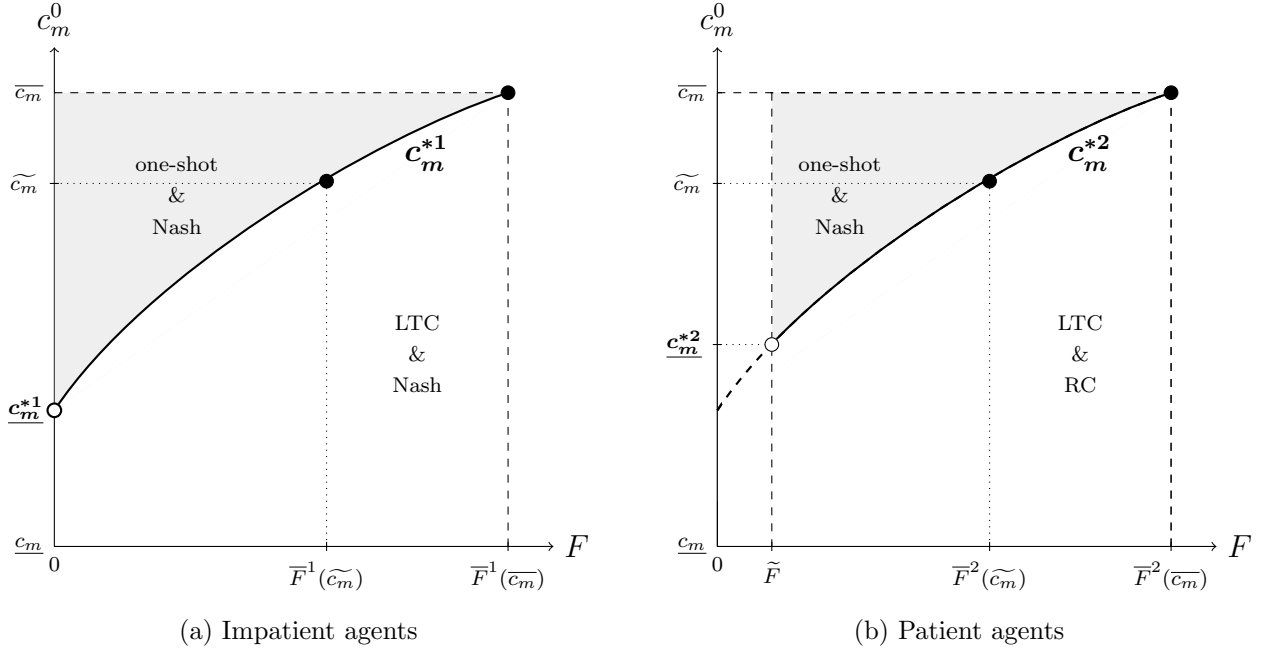 $c_m^0$
$\overline{c_m}$
$\widetilde{c_m}$
$\underline{c_m^{*1}}$
$\underline{c_m}$
one-shot
&
Nash
$c_m^{*1}$
LTC
&
Nash
0
$\overline{F}^1(\widetilde{c_m})$
$\overline{F}^1(\overline{c_m})$
$F$
(a) Impatient agents
$c_m^0$
$\overline{c_m}$
$\widetilde{c_m}$
$\underline{c_m^{*2}}$
$\underline{c_m}$
one-shot
&
Nash
$c_m^{*2}$
LTC
&
RC
0
$\widetilde{F}$
$\overline{F}^2(\widetilde{c_m})$
$\overline{F}^2(\overline{c_m})$
$F$
(b) Patient agents